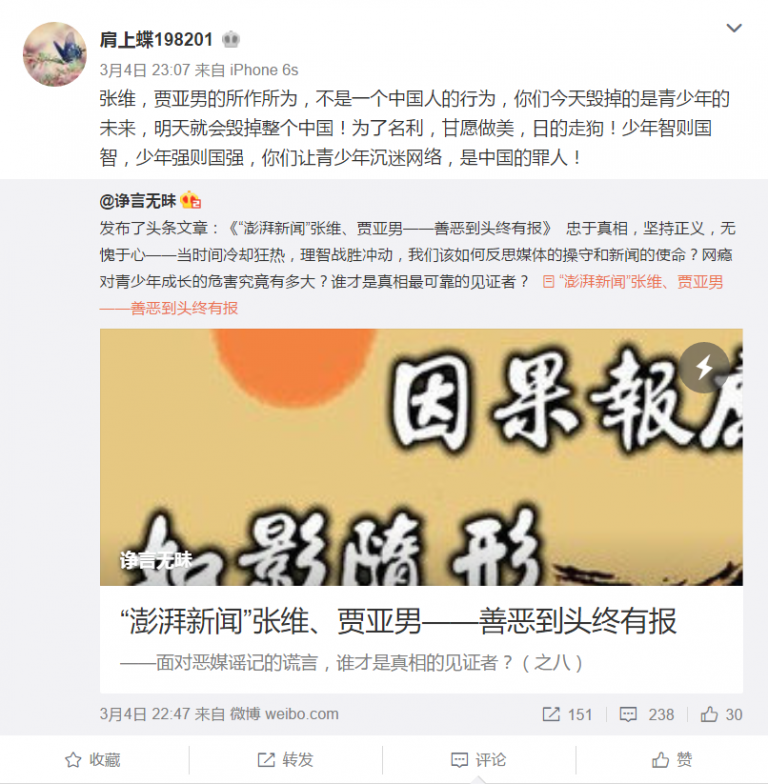 肩上蝶198201
3月4日 23:07 来自 iPhone 6s
张维，贾亚男的所作所为，不是一个中国人的行为，你们今天毁掉的是青少年的
未来，明天就会毁掉整个中国！为了名利，甘愿做美，日的走狗！少年智则国
智，少年强则国强，你们让青少年沉迷网络，是中国的罪人！
@诤言无昧
发布了头条文章：《“澎湃新闻”张维、贾亚男——善恶到头终有报》 忠于真相，坚持正义，无
愧于心——当时间冷却狂热，理智战胜冲动，我们该如何反思媒体的操守和新闻的使命？网瘾
对青少年成长的危害究竟有多大？谁才是真相最可靠的见证者？ “澎湃新闻”张维、贾亚男
——善恶到头终有报
因果報應
如影隨形
诤言无昧
“澎湃新闻”张维、贾亚男——善恶到头终有报
——面对恶媒谣记的谎言，谁才是真相的见证者？（之八）
3月4日 22:47 来自 微博 weibo.com 151 238 30
收藏 转发 评论 赞